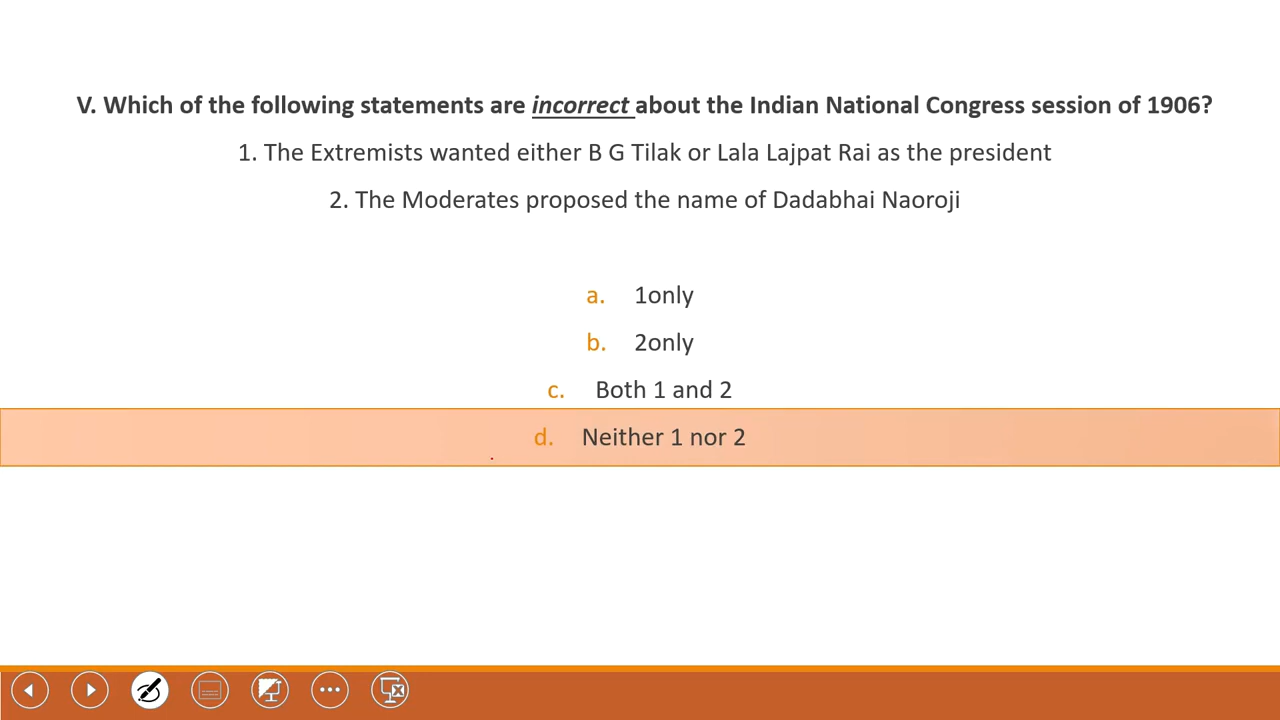 V. Which of the following statements are incorrect about the Indian National Congress session of 1906?
1. The Extremists wanted either B G Tilak or Lala Lajpat Rai as the president
2. The Moderates proposed the name of Dadabhai Naoroji
a. 1only
b. 2only
c. Both 1 and 2
d. Neither 1 nor 2